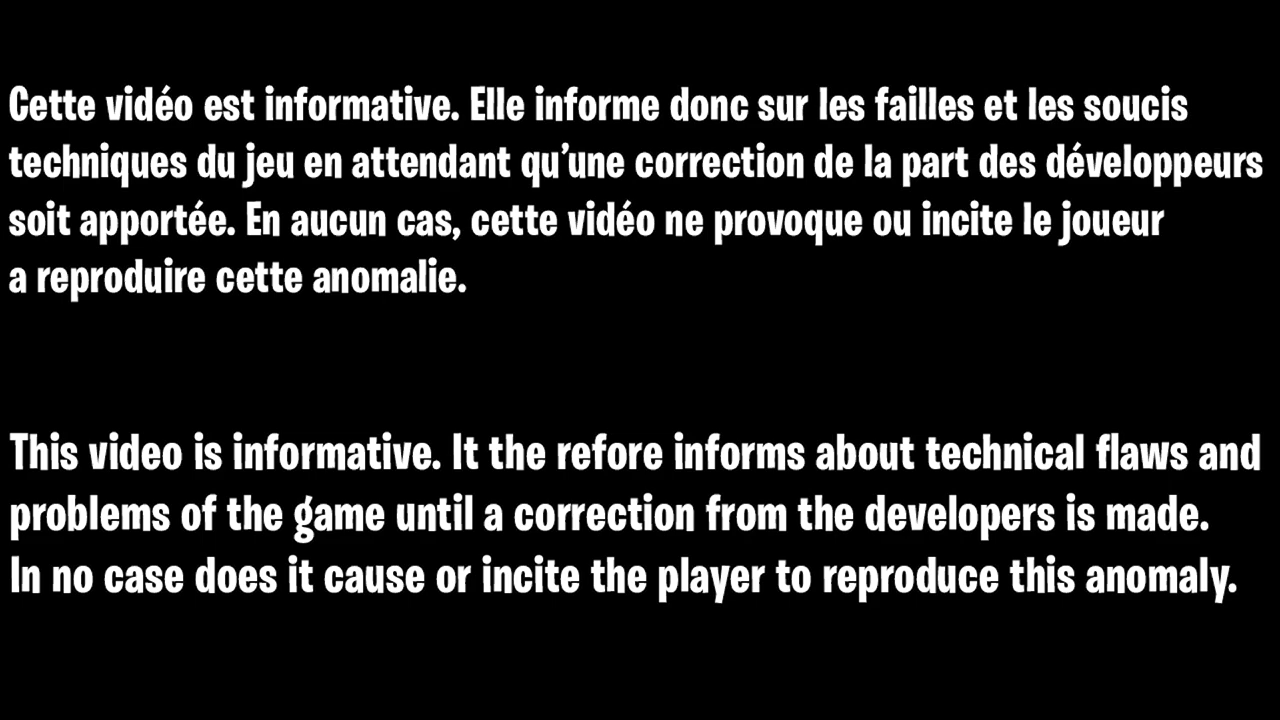 Cette vidéo est informative. Elle informe donc sur les failles et les soucis
techniques du jeu en attendant qu’une correction de la part des développeurs
soit apportée. En aucun cas, cette vidéo ne provoque ou incite le joueur
a reproduire cette anomalie.
This video is informative. It the refore informs about technical flaws and
problems of the game until a correction from the developers is made.
In no case does it cause or incite the player to reproduce this anomaly.